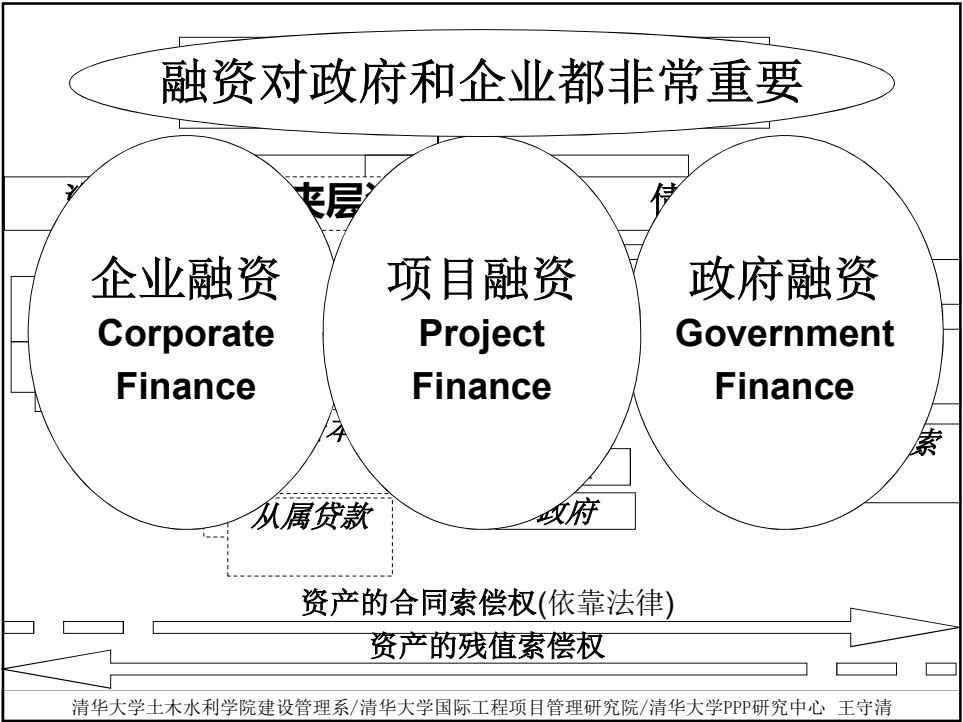 融资对政府和企业都非常重要
夹层
企业融资
Corporate
Finance
项目融资
Project
Finance
政府融资
Government
Finance
本
索
从属贷款
政府
资产的合同索偿权(依靠法律)
资产的残值索偿权
清华大学土木水利学院建设管理系/清华大学国际工程项目管理研究院/清华大学PPP研究中心 王守清